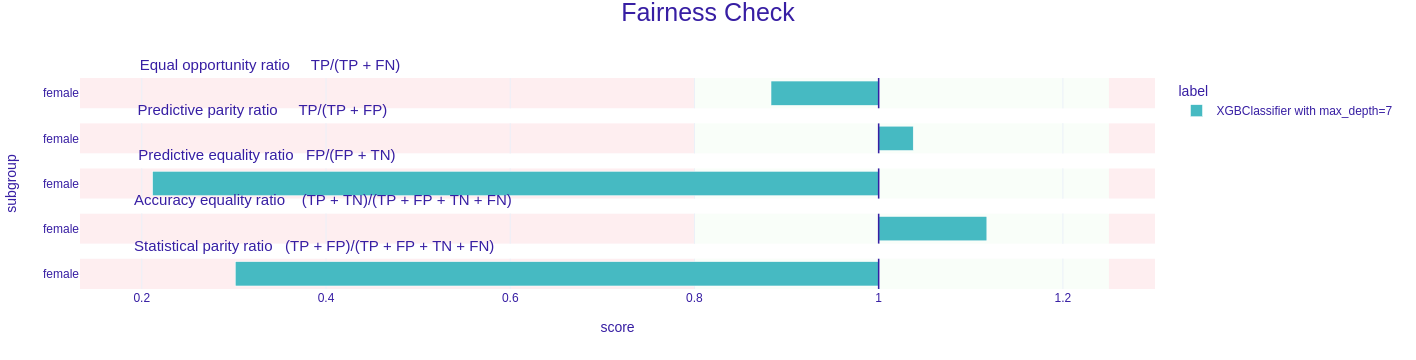 Fairness Check
Equal opportunity ratio TP/(TP + FN)
female
Predictive parity ratio TP/(TP + FP)
female
Predictive equality ratio FP/(FP + TN)
female
Accuracy equality ratio (TP + TN)/(TP + FP + TN + FN)
female
Statistical parity ratio (TP + FP)/(TP + FP + TN + FN)
female
0.2 0.4 0.6 0.8 1 1.2
score
subgroup
label
XGBClassifier with max_depth=7